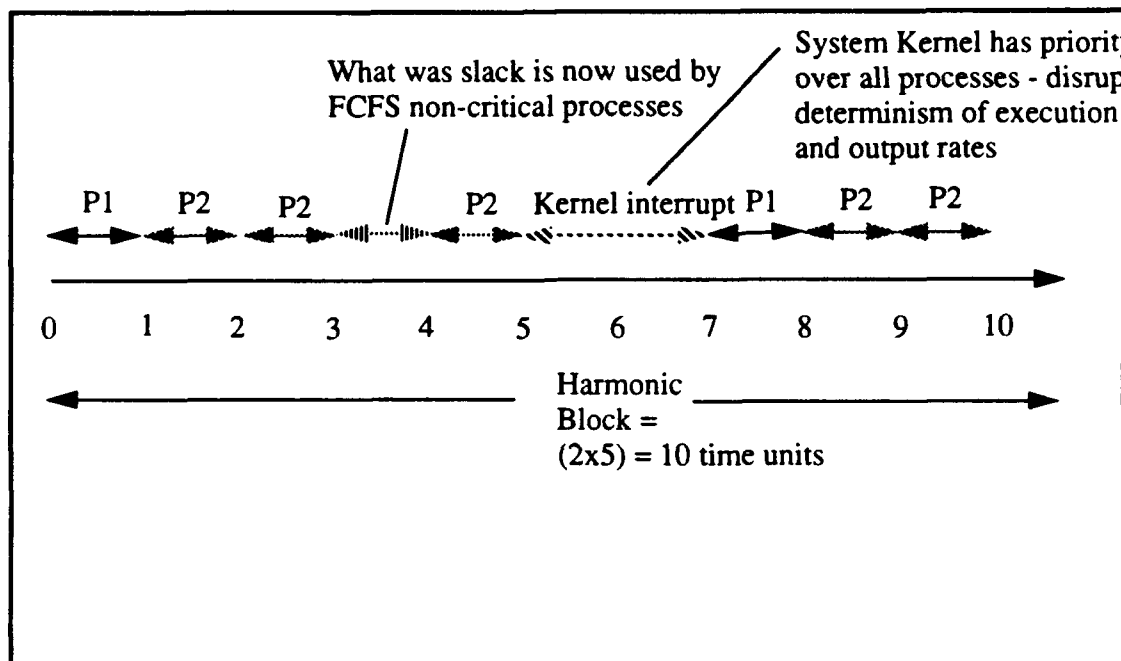 System Kernel has priority
over all processes - disrup
determinism of execution
and output rates
What was slack is now used by
FCFS non-critical processes
P1 P2 P2 P2 Kernel interrupt P1 P2 P2
0 1 2 3 4 5 6 7 8 9 10
Harmonic
Block =
(2x5) = 10 time units